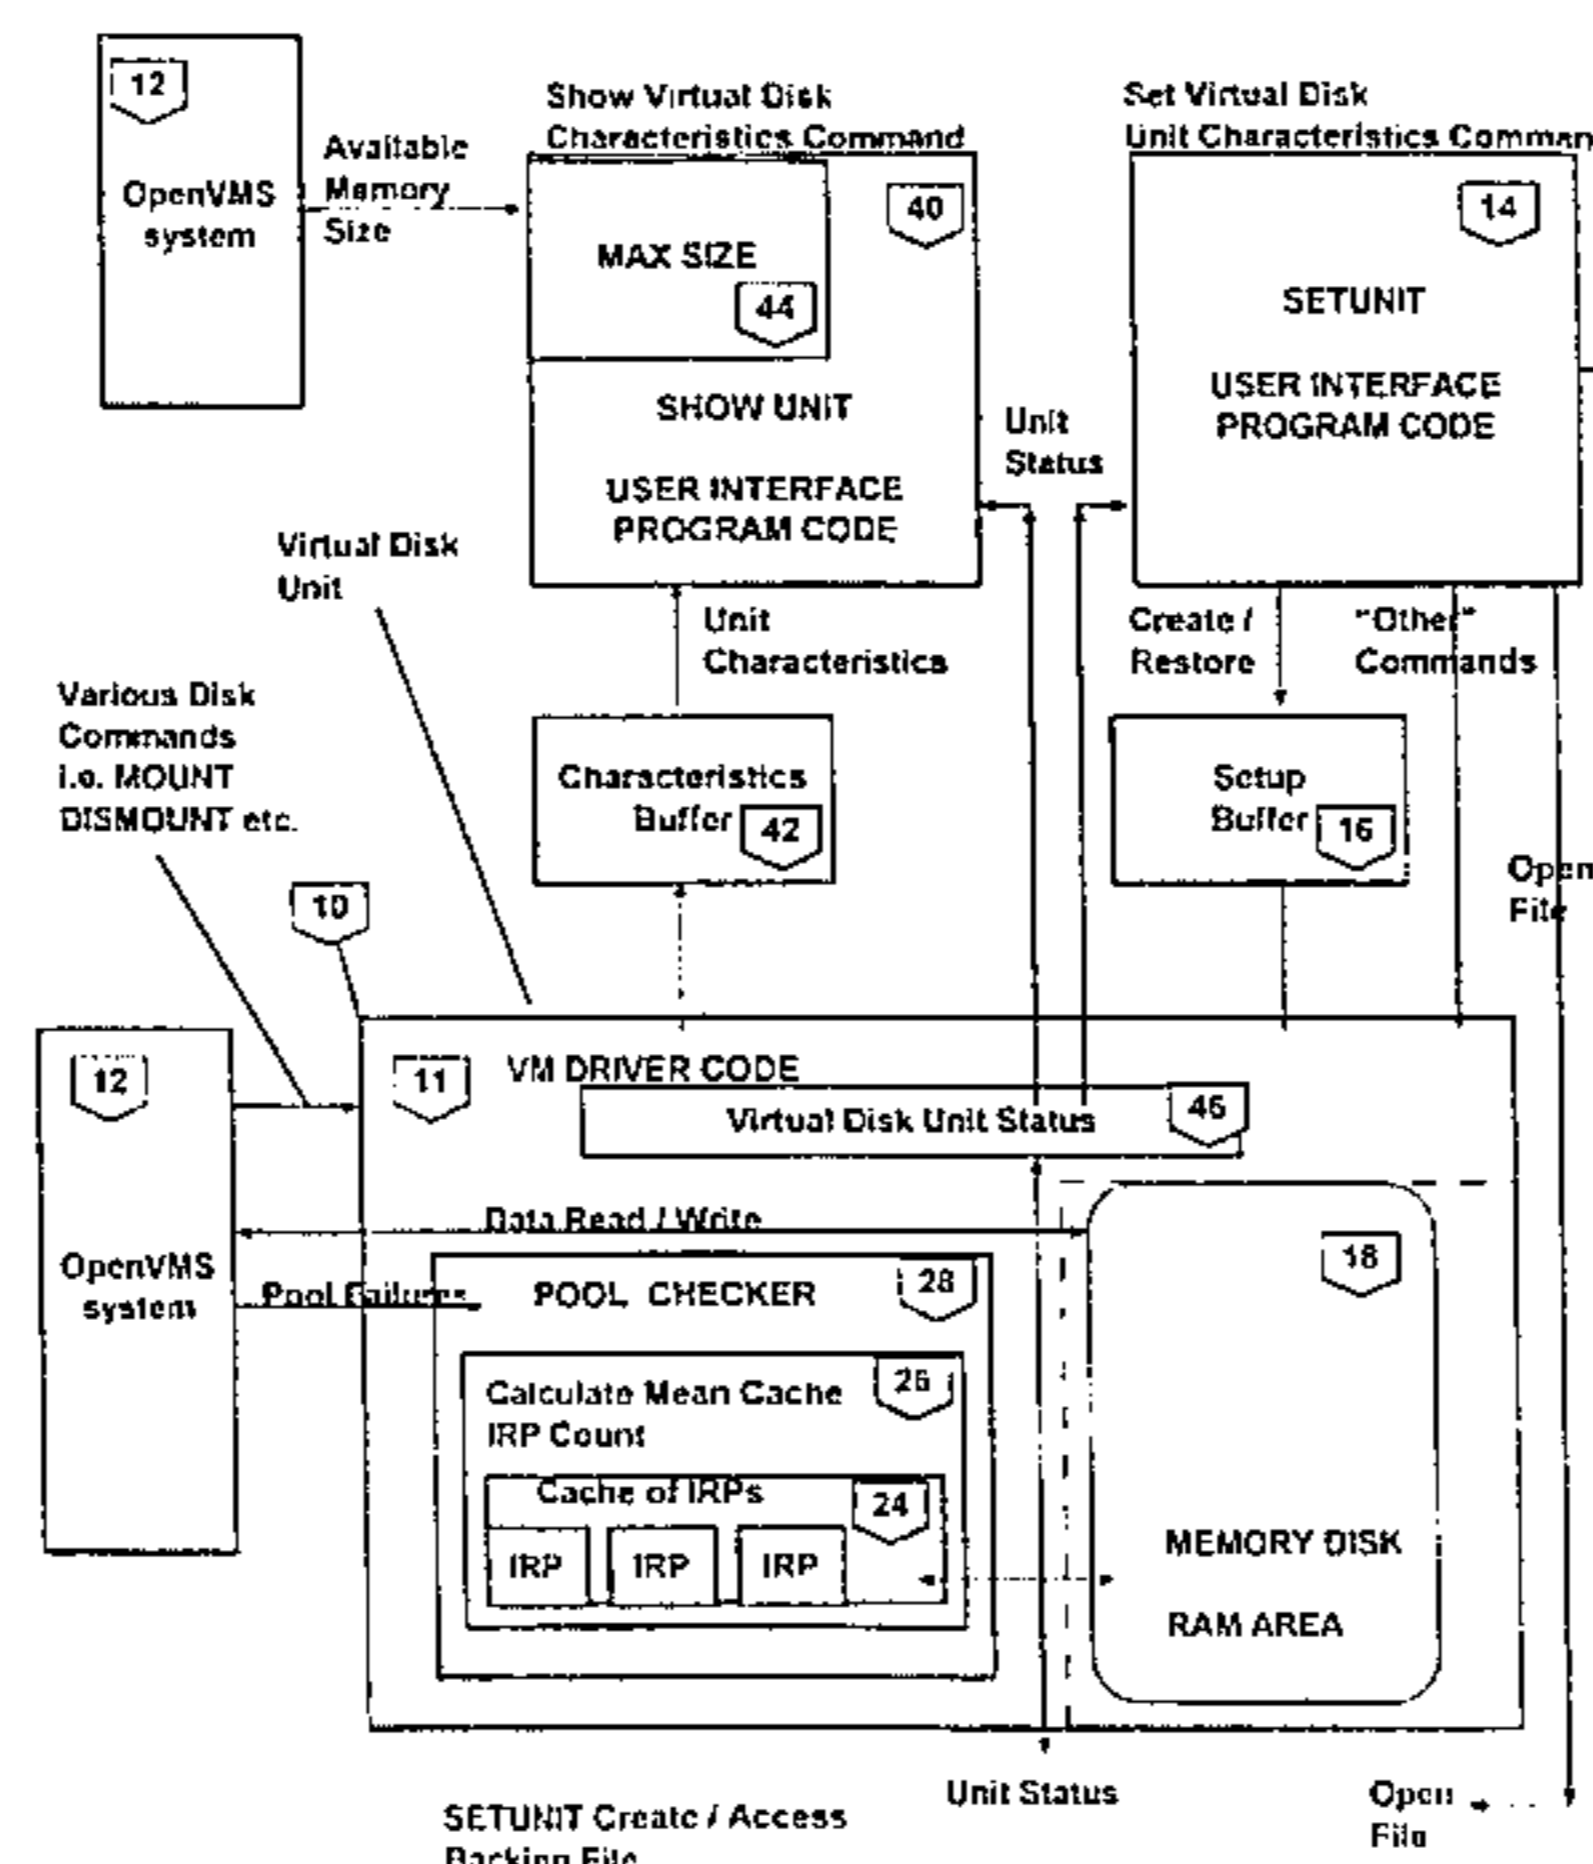 12
OpenVMS
system
Available
Memory
Size
Show Virtual Disk
Characteristics Command
40
MAX SIZE
44
SHOW UNIT
USER INTERFACE
PROGRAM CODE
Set Virtual Disk
Unit Characteristics Comman
14
SETUNIT
USER INTERFACE
PROGRAM CODE
Unit
Status
Virtual Disk
Unit
Unit
Characteristics
Create /
Restore
"Other"
Commands
Various Disk
Commands
i.e. MOUNT
DISMOUNT etc.
Characteristics
Buffer 42
Setup
Buffer 16
Open
File
10
12
OpenVMS
system
11
VM DRIVER CODE
Virtual Disk Unit Status
46
Data Read / Write
Pool Failures
POOL CHECKER
28
Calculate Mean Cache
IRP Count
26
Cache of IRPs
24
IRP IRP IRP
18
MEMORY DISK
RAM AREA
Unit Status
Open
File
SETUNIT Create / Access
Backing File